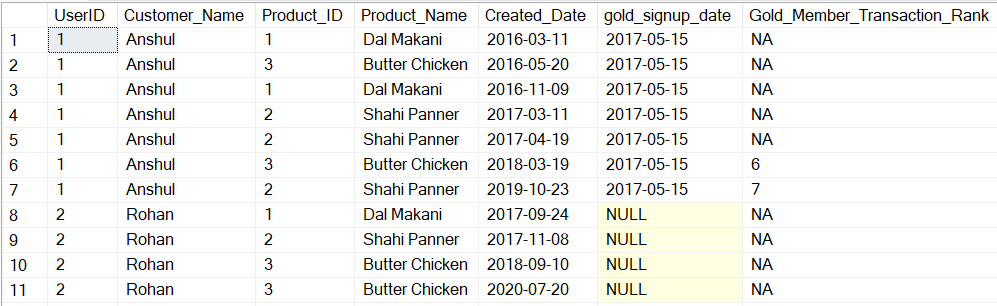 UserID Customer_Name Product_ID Product_Name Created_Date gold_signup_date Gold_Member_Transaction_Rank
1 1 Anshul 1 Dal Makani 2016-03-11 2017-05-15 NA
2 1 Anshul 3 Butter Chicken 2016-05-20 2017-05-15 NA
3 1 Anshul 1 Dal Makani 2016-11-09 2017-05-15 NA
4 1 Anshul 2 Shahi Panner 2017-03-11 2017-05-15 NA
5 1 Anshul 2 Shahi Panner 2017-04-19 2017-05-15 NA
6 1 Anshul 3 Butter Chicken 2018-03-19 2017-05-15 6
7 1 Anshul 2 Shahi Panner 2019-10-23 2017-05-15 7
8 2 Rohan 1 Dal Makani 2017-09-24 NULL NA
9 2 Rohan 2 Shahi Panner 2017-11-08 NULL NA
10 2 Rohan 3 Butter Chicken 2018-09-10 NULL NA
11 2 Rohan 3 Butter Chicken 2020-07-20 NULL NA